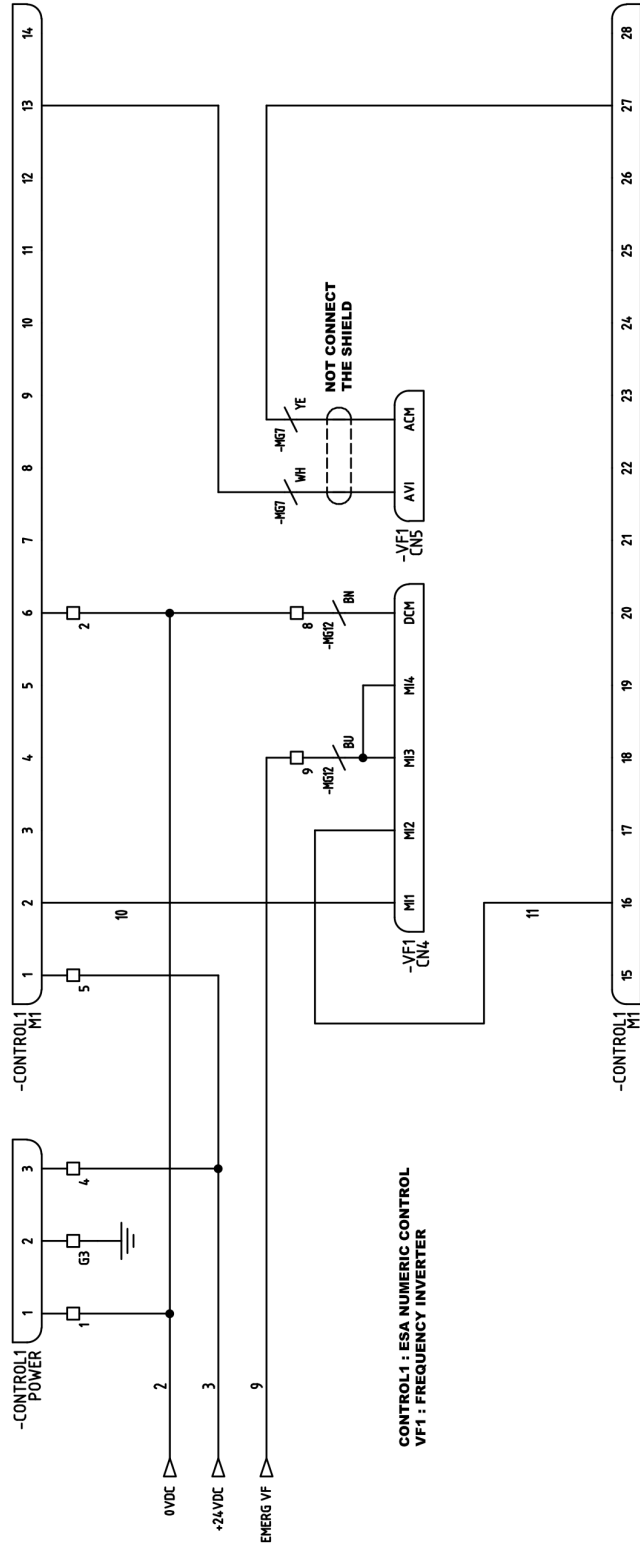 -CONTROL1
POWER
1
2
3
-CONTROL1
M1
1
2
3
4
5
6
7
8
9
10
11
12
13
14
1
G3
4
5
2
0VDC
2
+24VDC
3
EMERG VF
9
10
8
-MG12
BN
9
-MG12
BU
-MG7
WH
-MG7
YE
NOT CONNECT
THE SHIELD
-VF1
CN4
MI1
MI2
MI3
MI4
DCM
-VF1
CN5
AVI
ACM
11
CONTROL1 : ESA NUMERIC CONTROL
VF1 : FREQUENCY INVERTER
-CONTROL1
M1
15
16
17
18
19
20
21
22
23
24
25
26
27
28